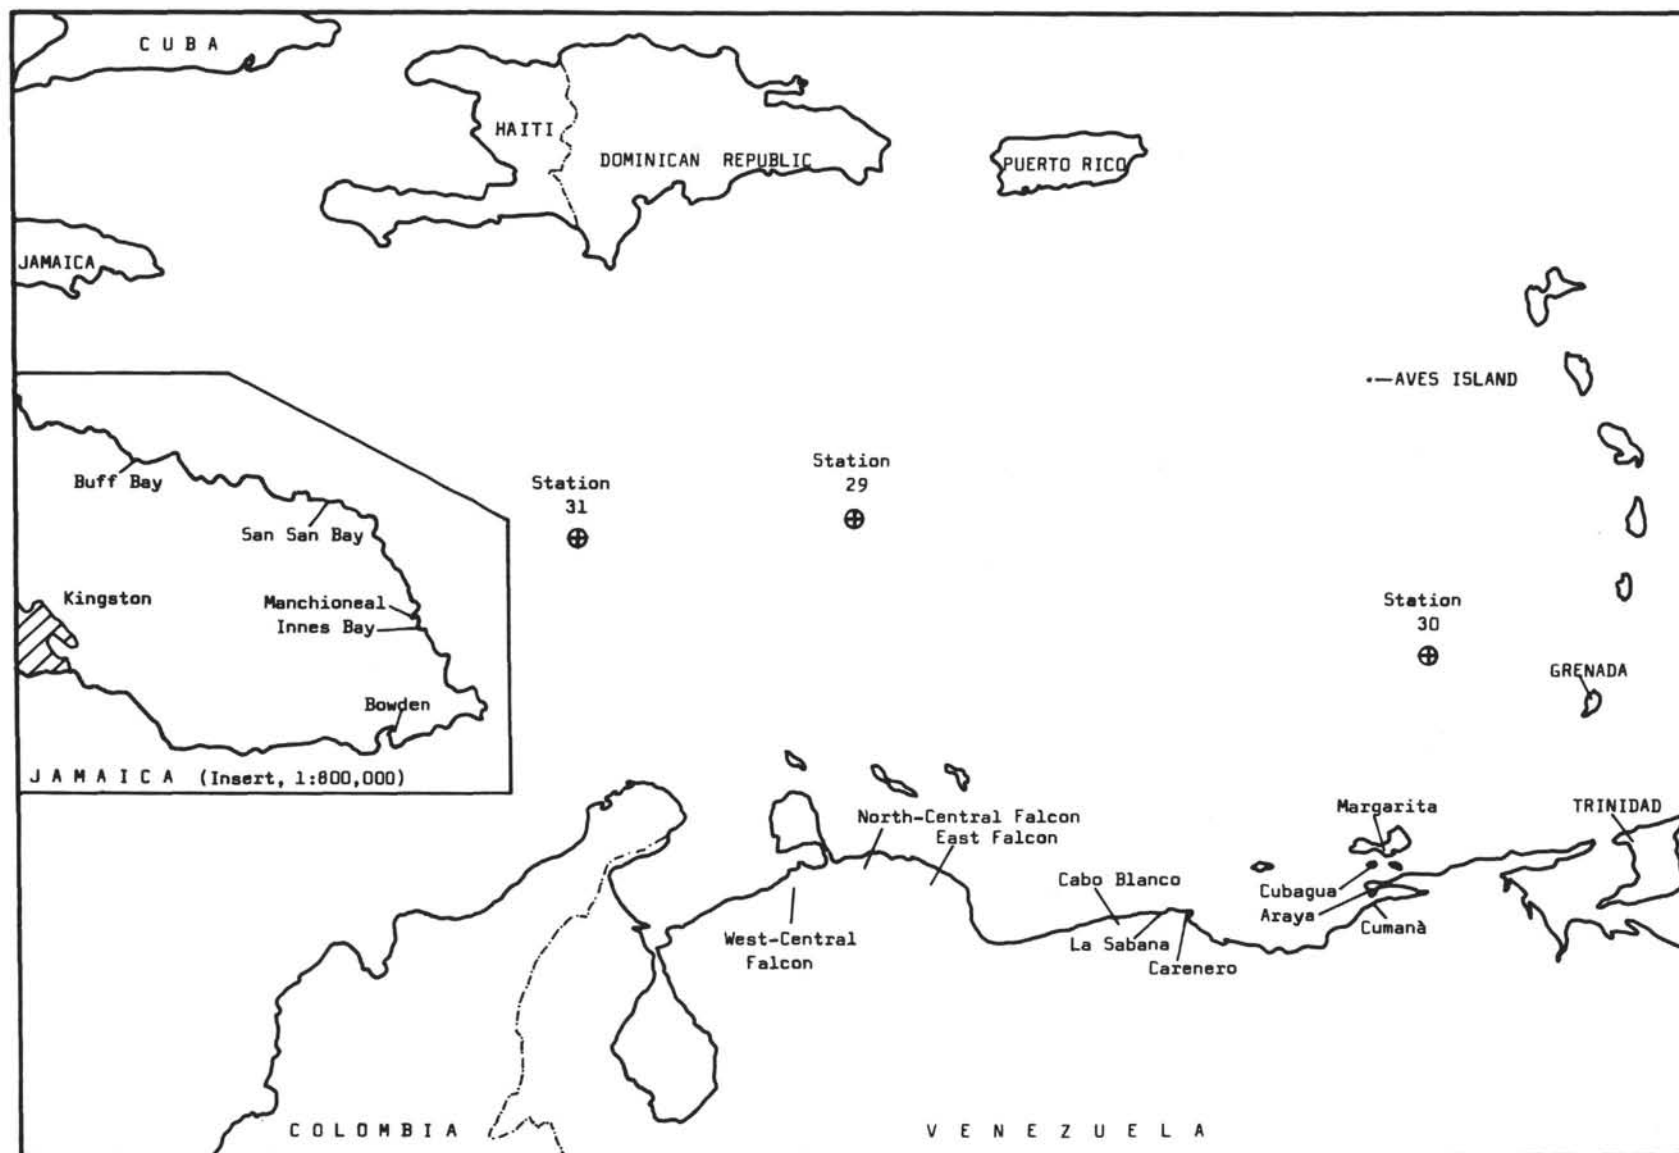 CUBA
HAITI
DOMINICAN REPUBLIC
PUERTO RICO
JAMAICA
AVES ISLAND
Station
29
Station
31
Buff Bay
San San Bay
Kingston
Manchioneal
Innes Bay
Station
30
GRENADA
Bowden
JAMAICA (Insert, 1:800,000)
Margarita
TRINIDAD
North-Central Falcon
East Falcon
Cabo Blanco
Cubagua
Araya
Cumanà
West-Central
Falcon
La Sabana
Carenero
COLOMBIA
VENEZUELA